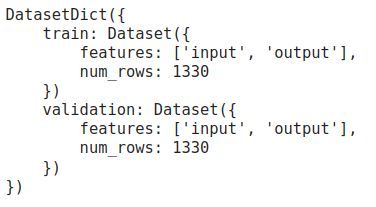 DatasetDict({
    train: Dataset({
        features: ['input', 'output'],
        num_rows: 1330
    })
    validation: Dataset({
        features: ['input', 'output'],
        num_rows: 1330
    })
})